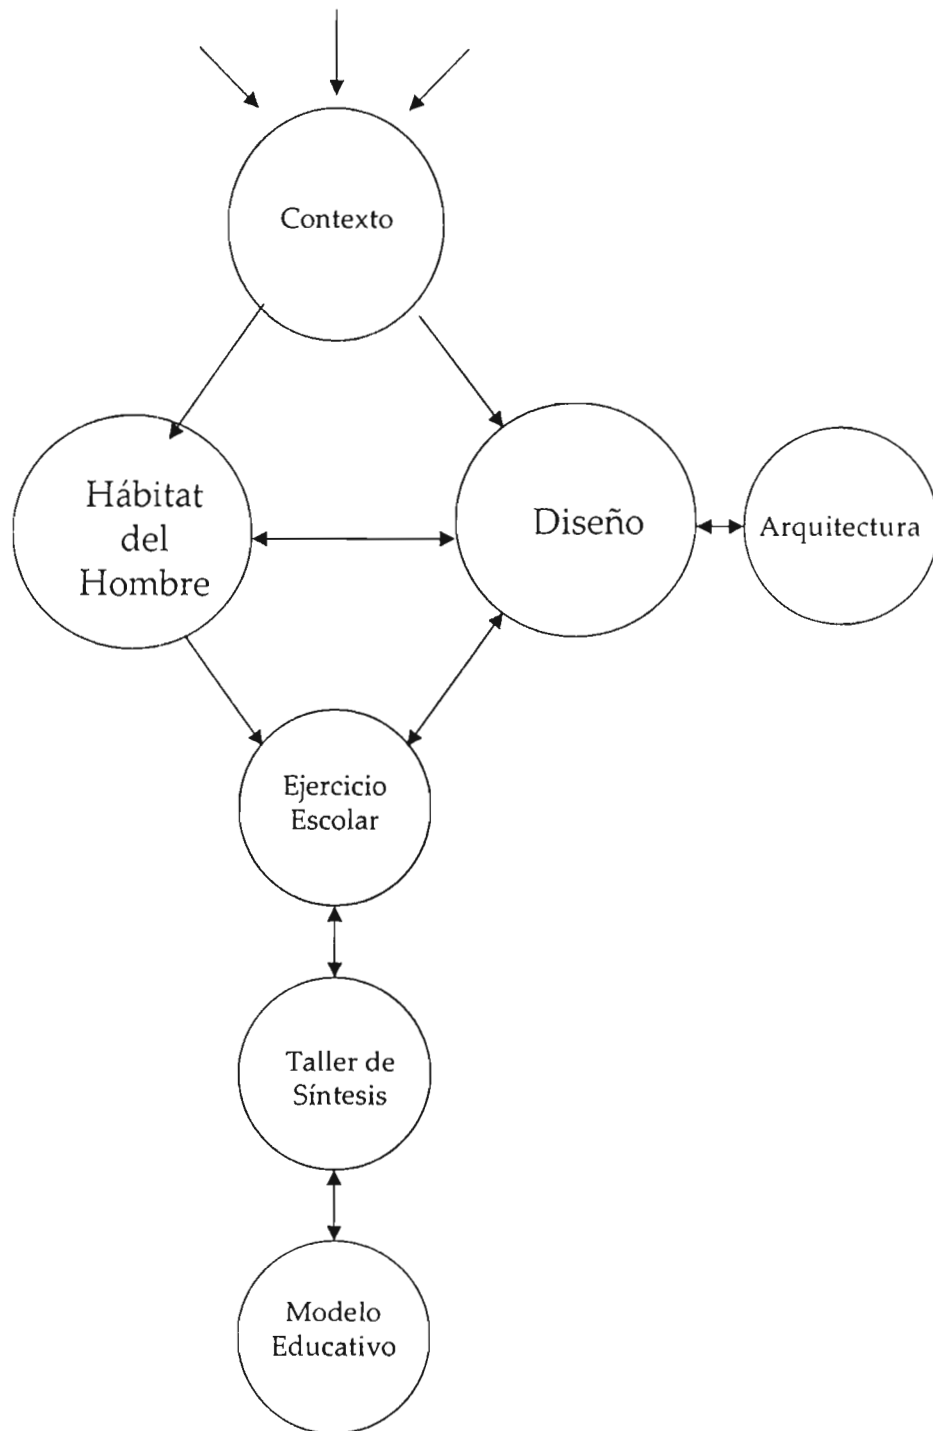 Contexto
Hábitat
del
Hombre
Diseño
Arquitectura
Ejercicio
Escolar
Taller de
Síntesis
Modelo
Educativo